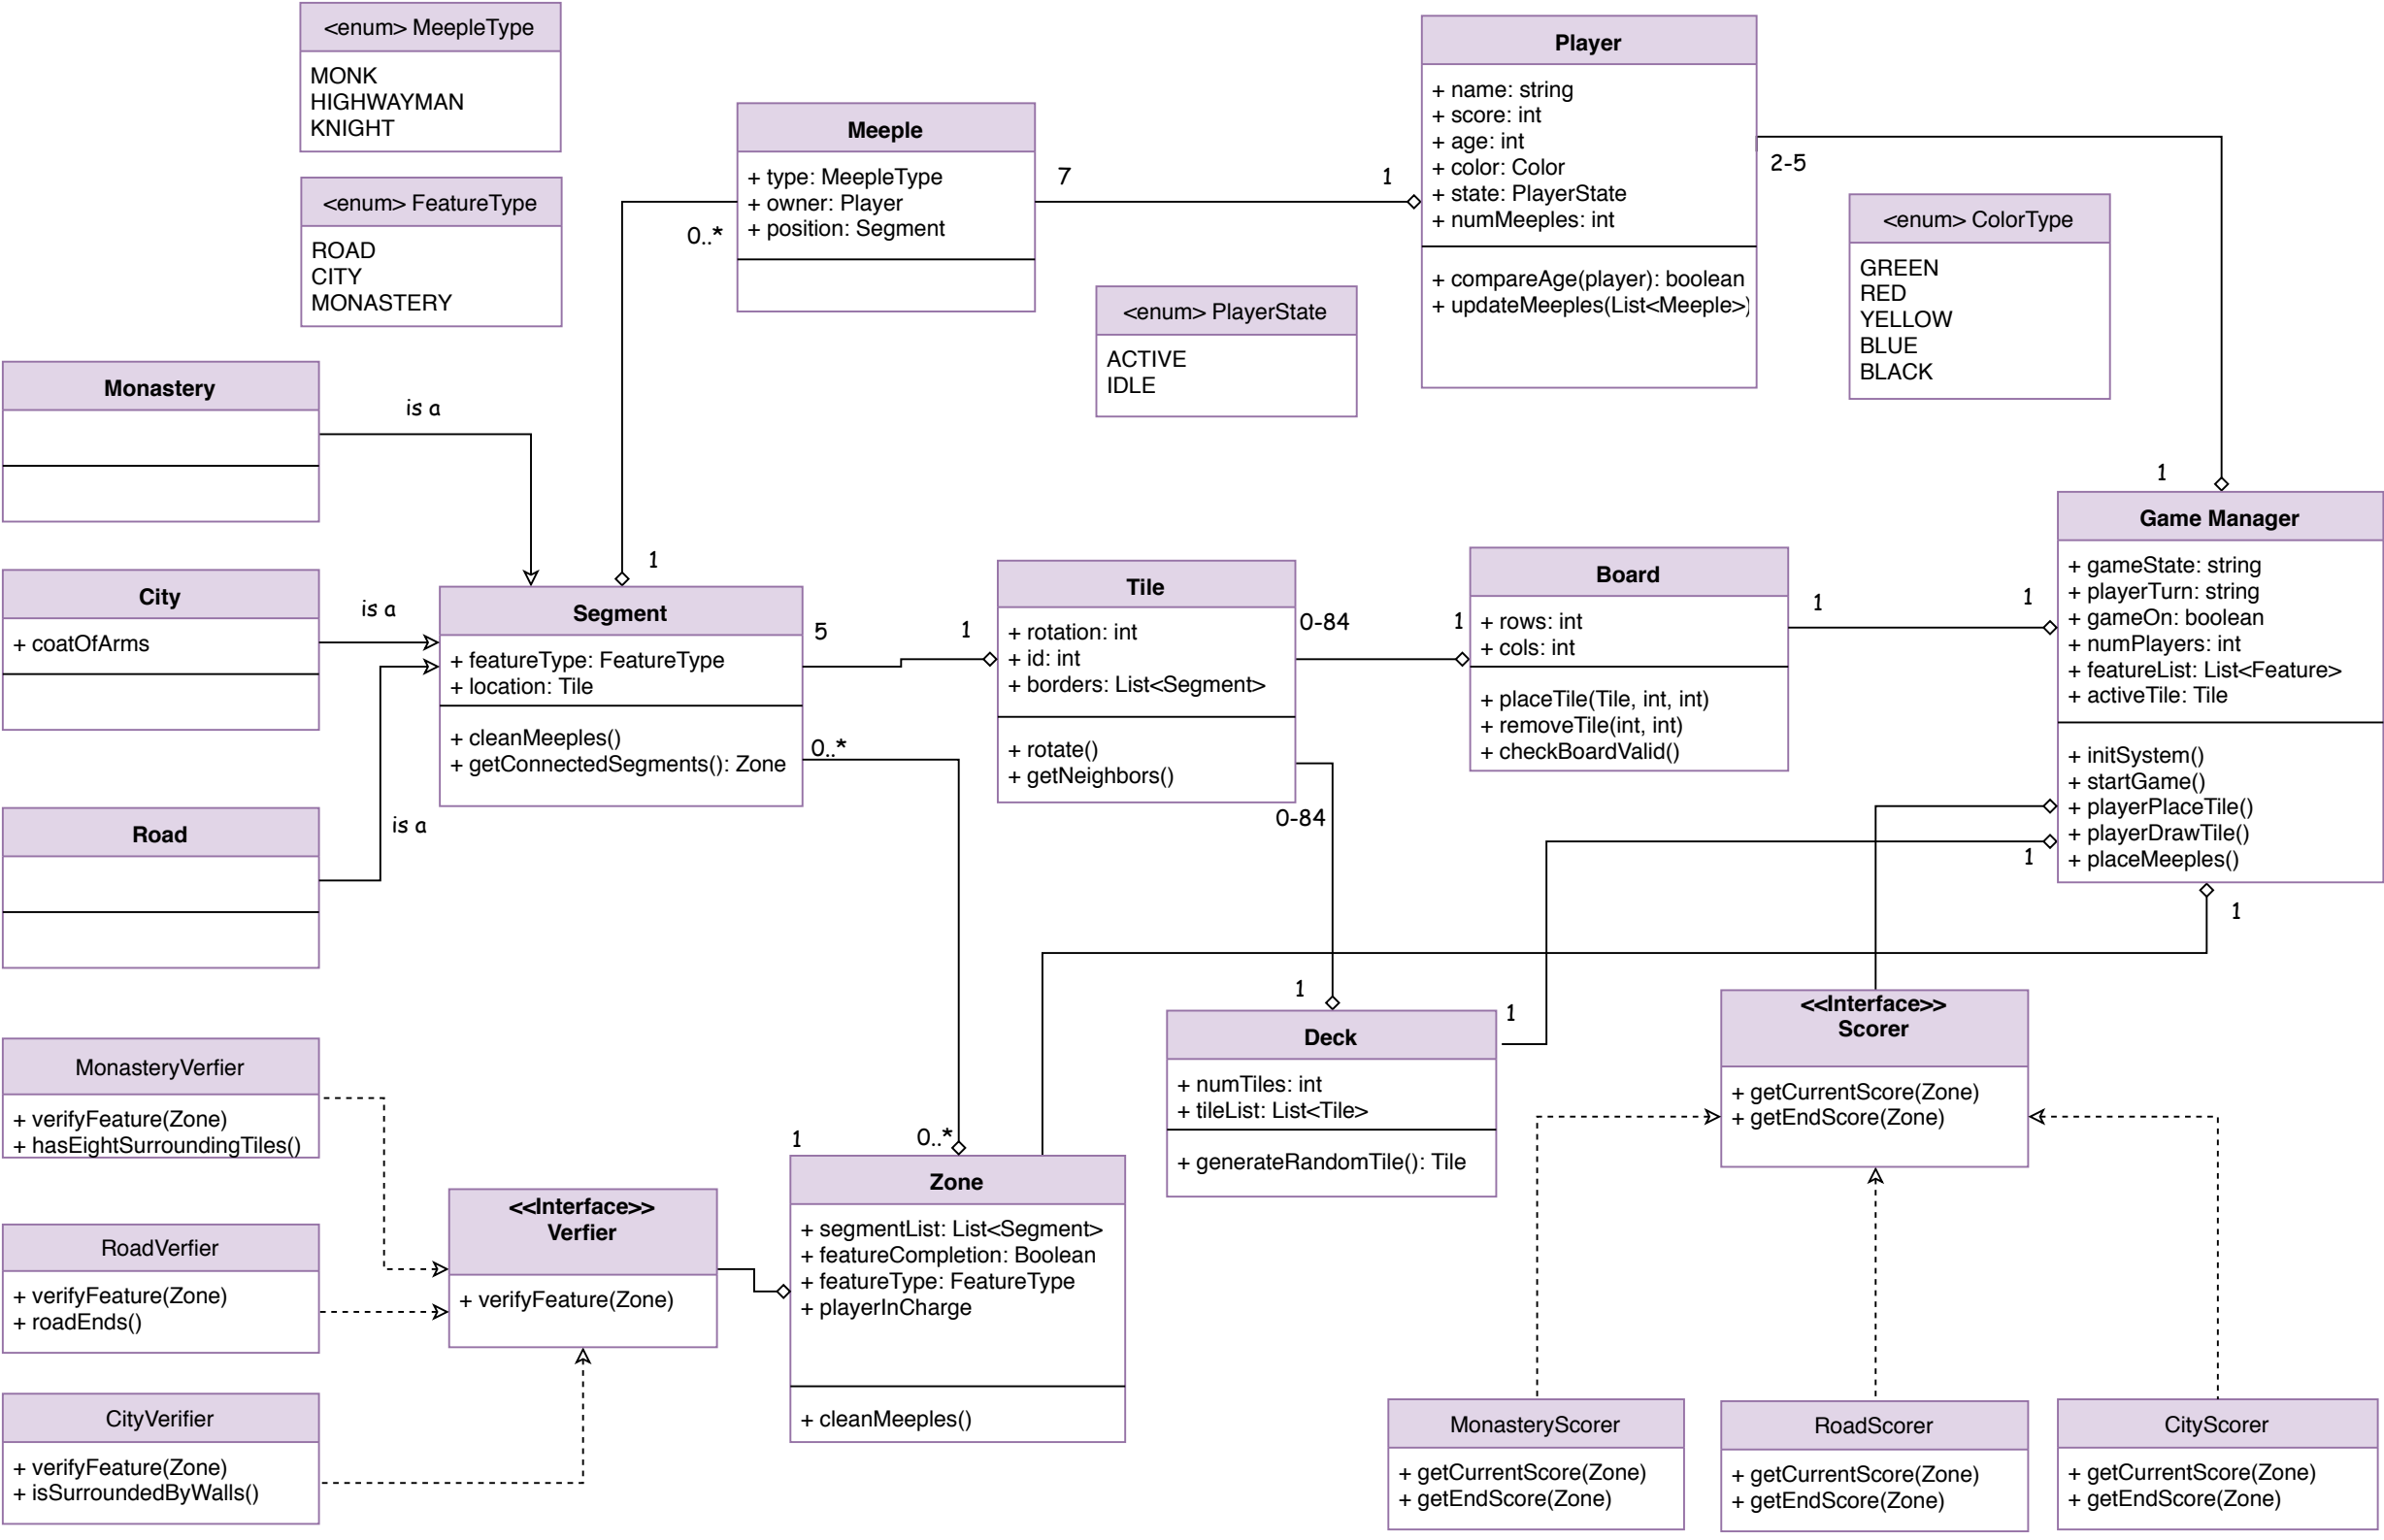 <enum> MeepleType
MONK
HIGHWAYMAN
KNIGHT
<enum> FeatureType
ROAD
CITY
MONASTERY
Meeple
+ type: MeepleType
+ owner: Player
+ position: Segment
7
1
0..*
1
Player
+ name: string
+ score: int
+ age: int
+ color: Color
+ state: PlayerState
+ numMeeples: int
+ compareAge(player): boolean
+ updateMeeples(List<Meeple>)
2-5
1
<enum> PlayerState
ACTIVE
IDLE
<enum> ColorType
GREEN
RED
YELLOW
BLUE
BLACK
Monastery
is a
City
+ coatOfArms
is a
Road
is a
Segment
+ featureType: FeatureType
+ location: Tile
+ cleanMeeples()
+ getConnectedSegments(): Zone
5
1
0..*
Tile
+ rotation: int
+ id: int
+ borders: List<Segment>
+ rotate()
+ getNeighbors()
0-84
1
0-84
Board
+ rows: int
+ cols: int
+ placeTile(Tile, int, int)
+ removeTile(int, int)
+ checkBoardValid()
1
1
Game Manager
+ gameState: string
+ playerTurn: string
+ gameOn: boolean
+ numPlayers: int
+ featureList: List<Feature>
+ activeTile: Tile
+ initSystem()
+ startGame()
+ playerPlaceTile()
+ playerDrawTile()
+ placeMeeples()
1
1
MonasteryVerfier
+ verifyFeature(Zone)
+ hasEightSurroundingTiles()
RoadVerfier
+ verifyFeature(Zone)
+ roadEnds()
CityVerifier
+ verifyFeature(Zone)
+ isSurroundedByWalls()
<<Interface>>
Verfier
+ verifyFeature(Zone)
1
0..*
Zone
+ segmentList: List<Segment>
+ featureCompletion: Boolean
+ featureType: FeatureType
+ playerInCharge
+ cleanMeeples()
1
1
Deck
+ numTiles: int
+ tileList: List<Tile>
+ generateRandomTile(): Tile
<<Interface>>
Scorer
+ getCurrentScore(Zone)
+ getEndScore(Zone)
MonasteryScorer
+ getCurrentScore(Zone)
+ getEndScore(Zone)
RoadScorer
+ getCurrentScore(Zone)
+ getEndScore(Zone)
CityScorer
+ getCurrentScore(Zone)
+ getEndScore(Zone)